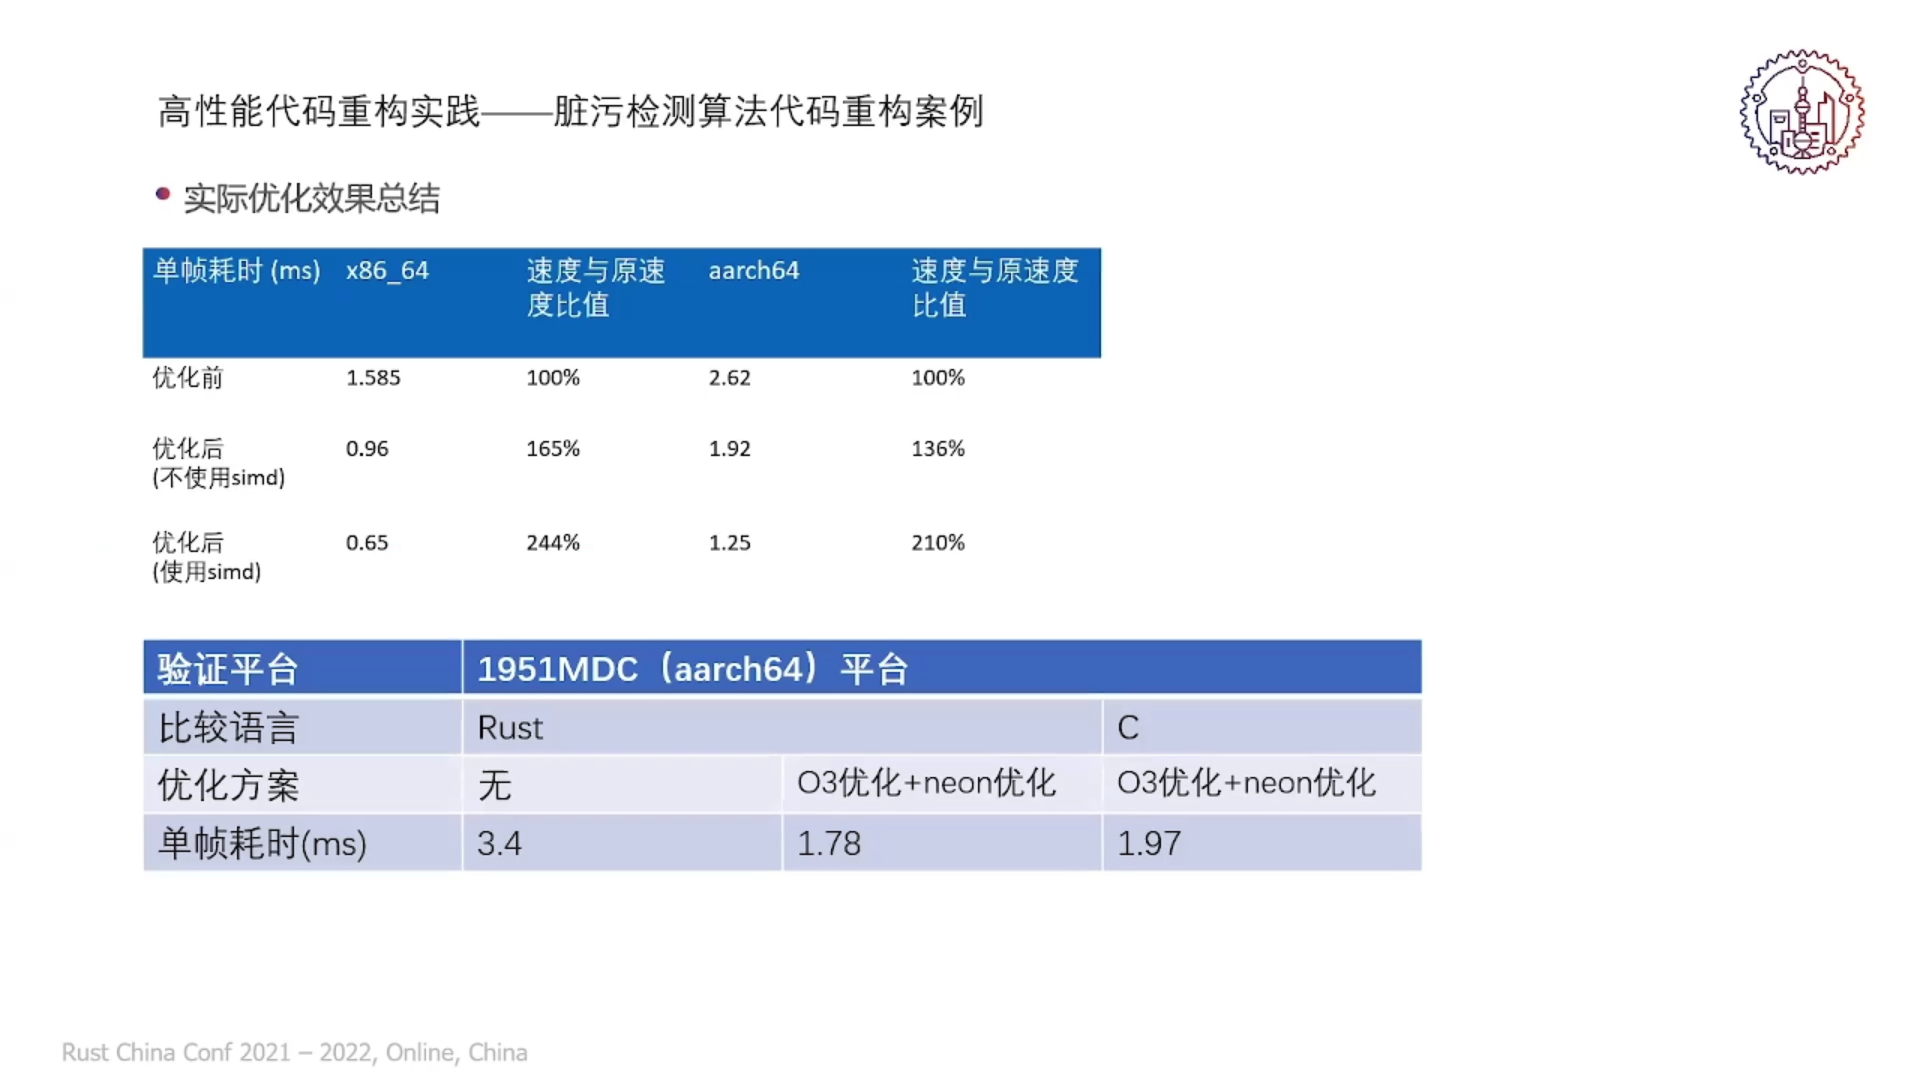 高性能代码重构实践——脏污检测算法代码重构案例
实际优化效果总结
单帧耗时 (ms) x86_64 速度与原速 aarch64 速度与原速度
度比值 比值
优化前 1.585 100% 2.62 100%
优化后 0.96 165% 1.92 136%
(不使用simd)
优化后 0.65 244% 1.25 210%
(使用simd)
验证平台 1951MDC（aarch64）平台
比较语言 Rust C
优化方案 无 O3优化+neon优化 O3优化+neon优化
单帧耗时(ms) 3.4 1.78 1.97
Rust China Conf 2021 – 2022, Online, China